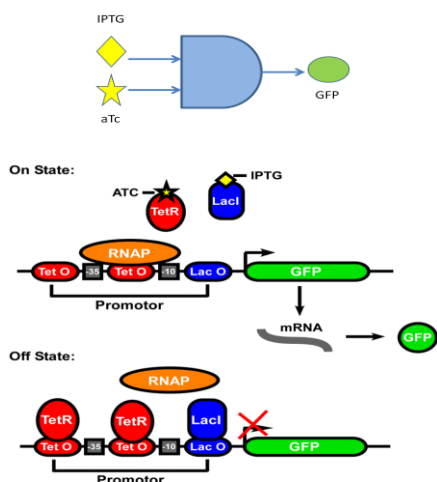 IPTG
aTc
GFP
On State:
ATC
IPTG
TetR
LacI
RNAP
Tet O
-35
Tet O
-10
Lac O
GFP
Promotor
mRNA
GFP
Off State:
RNAP
TetR
TetR
LacI
Tet O
-35
Tet O
-10
Lac O
GFP
Promotor